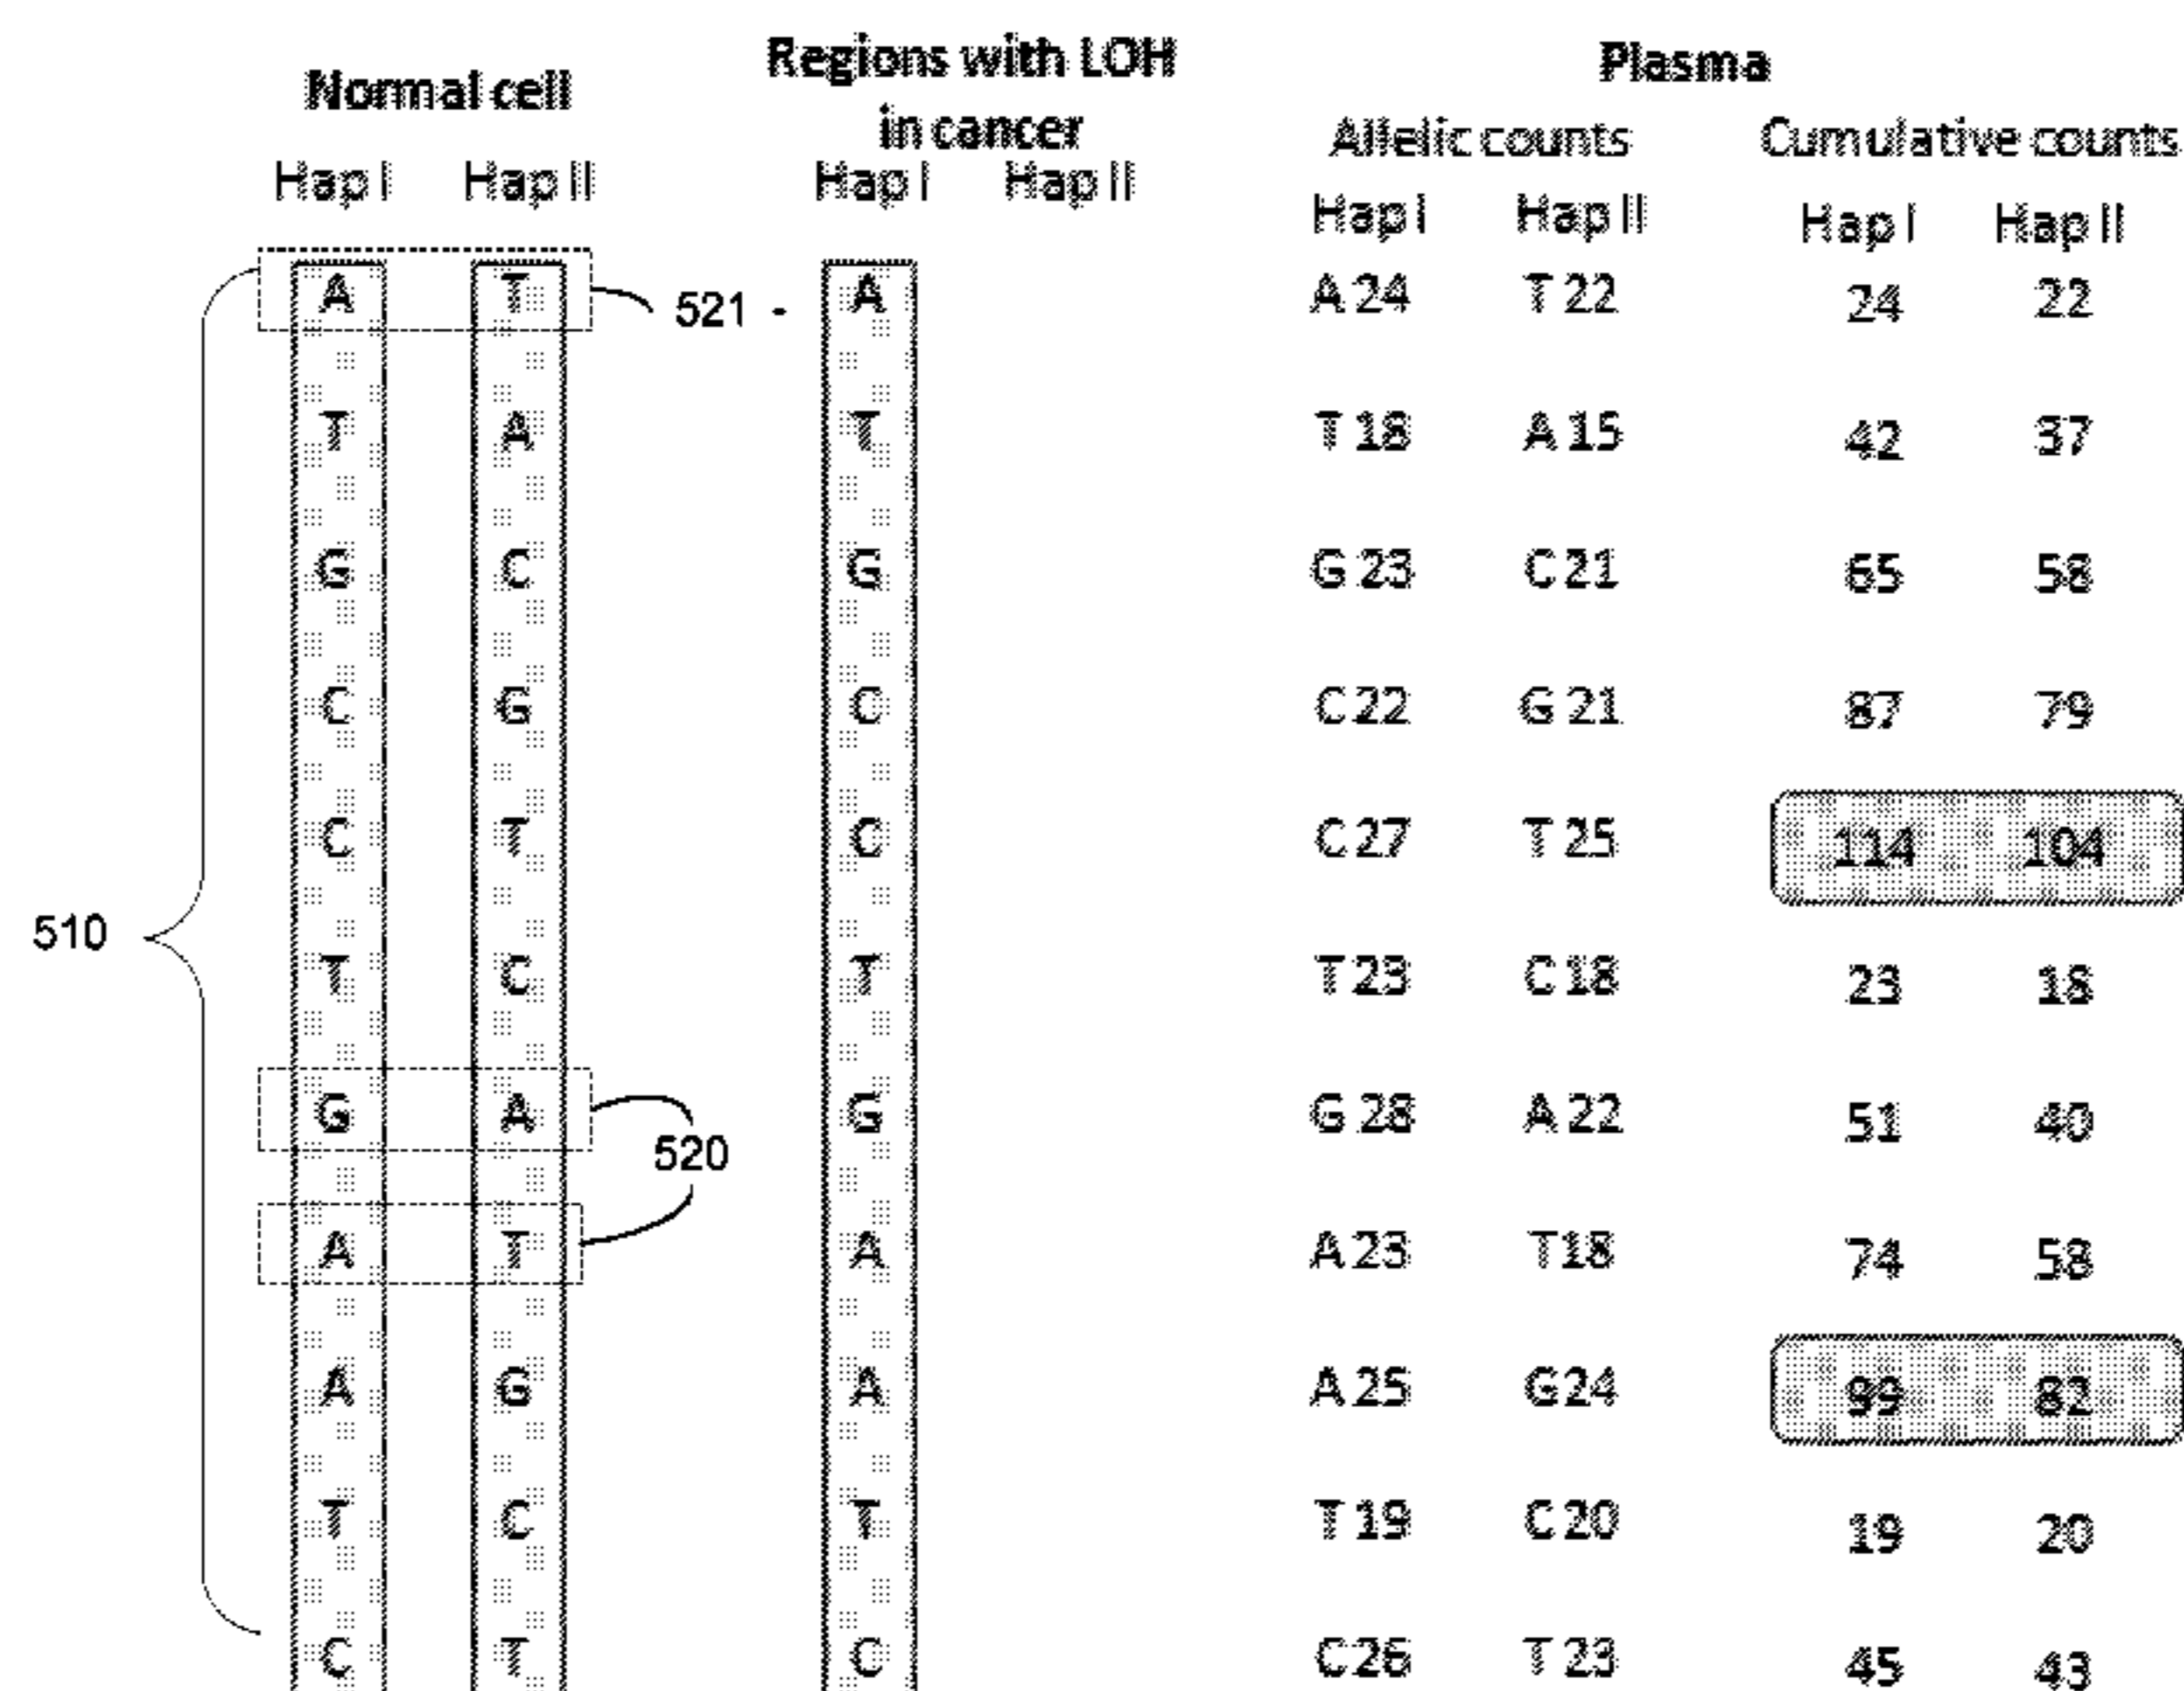 Normal cell Regions with LOH in cancer Plasma
Allelic counts Cumulative counts
Hap I Hap II Hap I Hap II Hap I Hap II Hap I Hap II
A T 521 A A 24 T 22 24 22
T A T T 18 A 15 42 37
G C G G 23 C 21 65 58
C G C C 22 G 21 87 79
C T C C 27 T 25 114 104
510
T C T T 23 C 18 23 18
G A G G 28 A 22 51 40
520
A T A A 23 T 18 74 58
A G A A 25 G 24 99 82
T C T T 19 C 20 19 20
C T C C 26 T 23 45 43